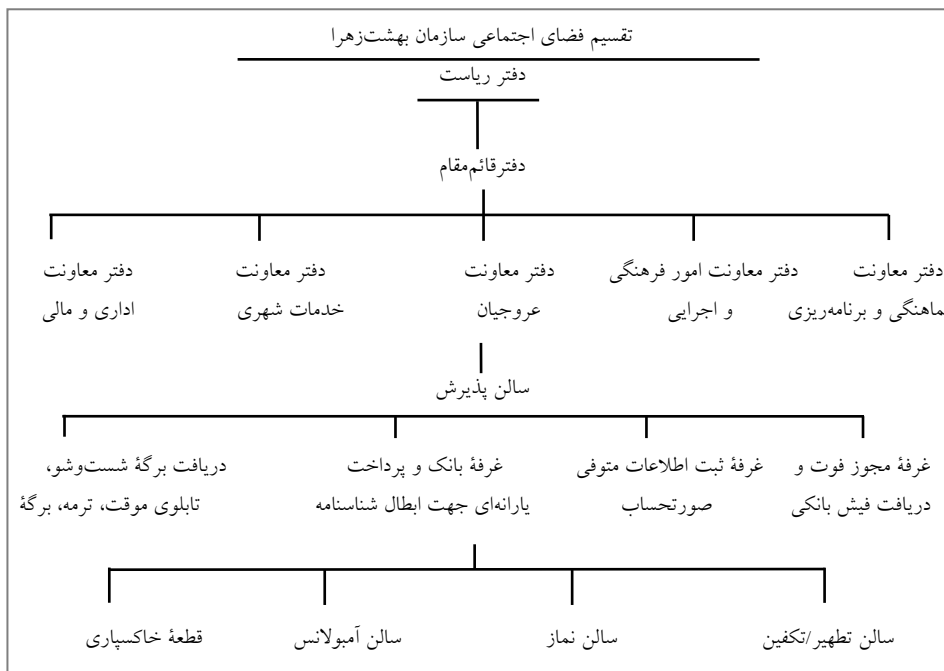 تقسیم فضای اجتماعی سازمان بهشت‌زهرا
دفتر ریاست
دفترقائم‌مقام
دفتر معاونت
ماهنگی و برنامه‌ریزی
دفتر معاونت امور فرهنگی
و اجرایی
دفتر معاونت
عروجیان
دفتر معاونت
خدمات شهری
دفتر معاونت
اداری و مالی
سالن پذیرش
غرفهٔ مجوز فوت و
دریافت فیش بانکی
غرفهٔ ثبت اطلاعات متوفی
صورتحساب
غرفهٔ بانک و پرداخت
یارانه‌ای جهت ابطال شناسنامه
دریافت برگهٔ شست‌وشو،
تابلوی موقت، ترمه، برگهٔ
سالن تطهیر/تکفین
سالن نماز
سالن آمبولانس
قطعهٔ خاکسپاری